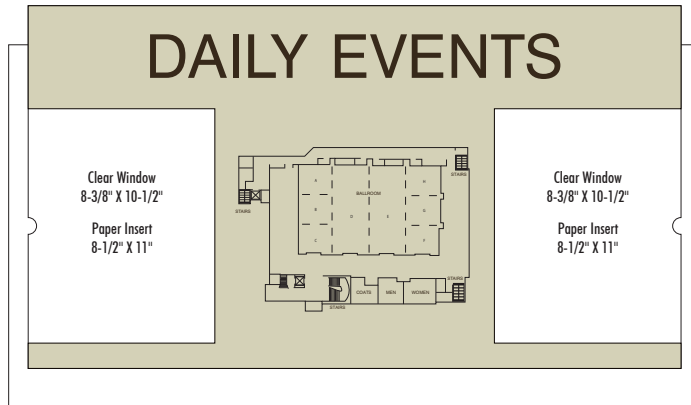 DAILY EVENTS
Clear Window
8-3/8" X 10-1/2"
Paper Insert
8-1/2" X 11"
STAIRS
STAIRS
A
B
C
BALLROOM
D
E
H
G
F
STAIRS
STAIRS
COATS
MEN
WOMEN
Clear Window
8-3/8" X 10-1/2"
Paper Insert
8-1/2" X 11"